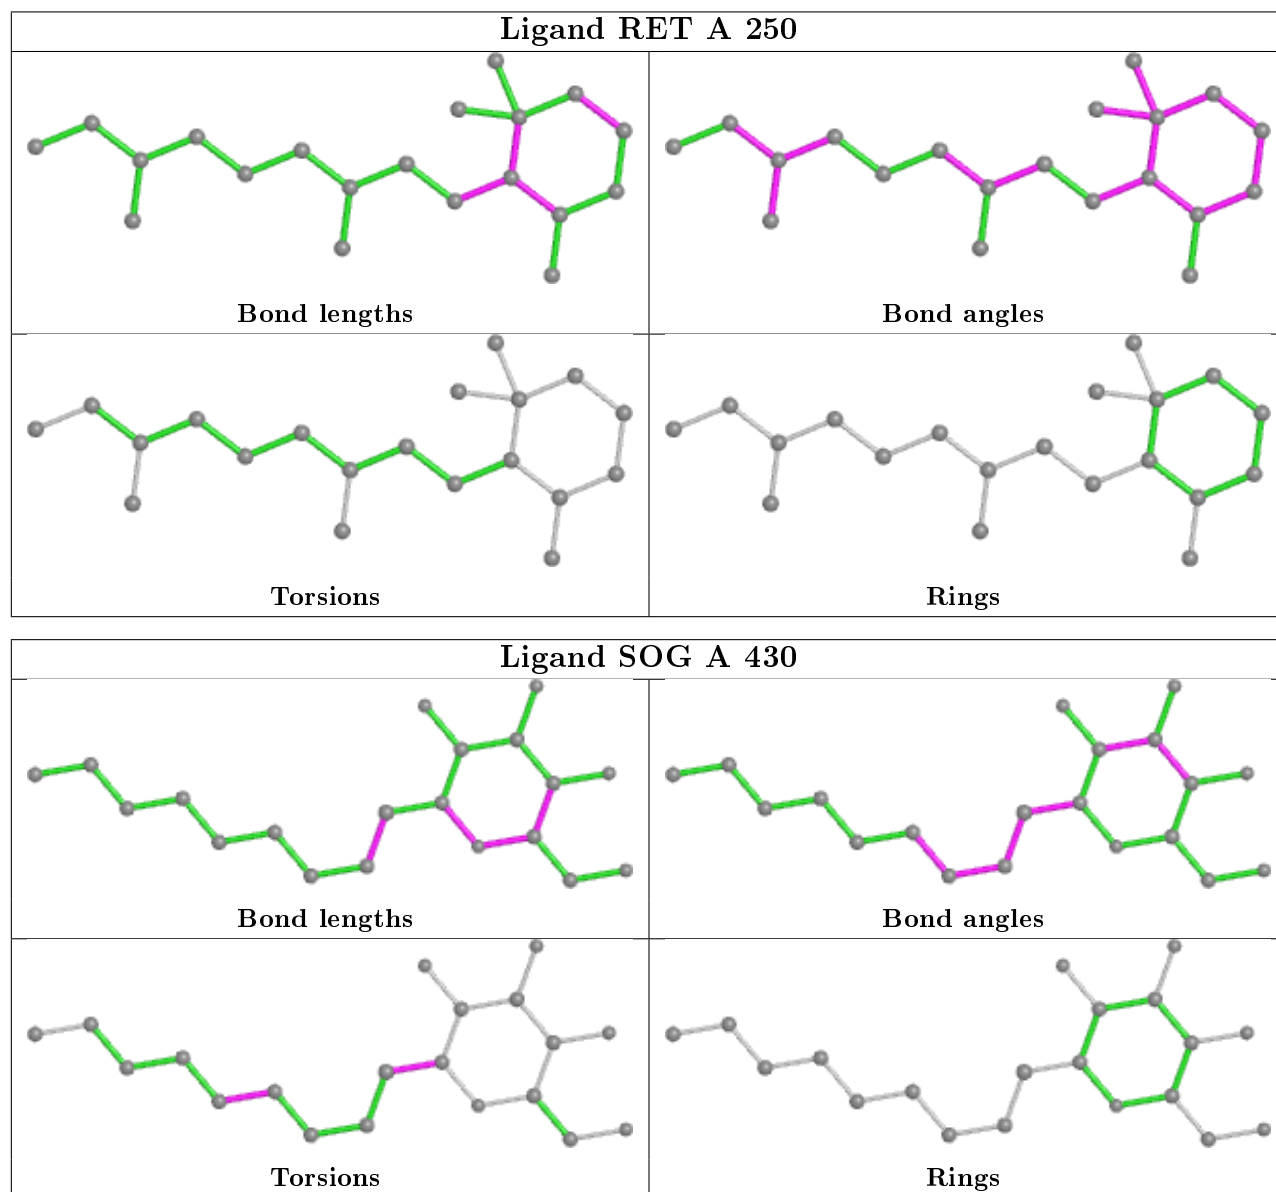 Ligand RET A 250
Bond lengths
Bond angles
Torsions
Rings
Ligand SOG A 430
Bond lengths
Bond angles
Torsions
Rings